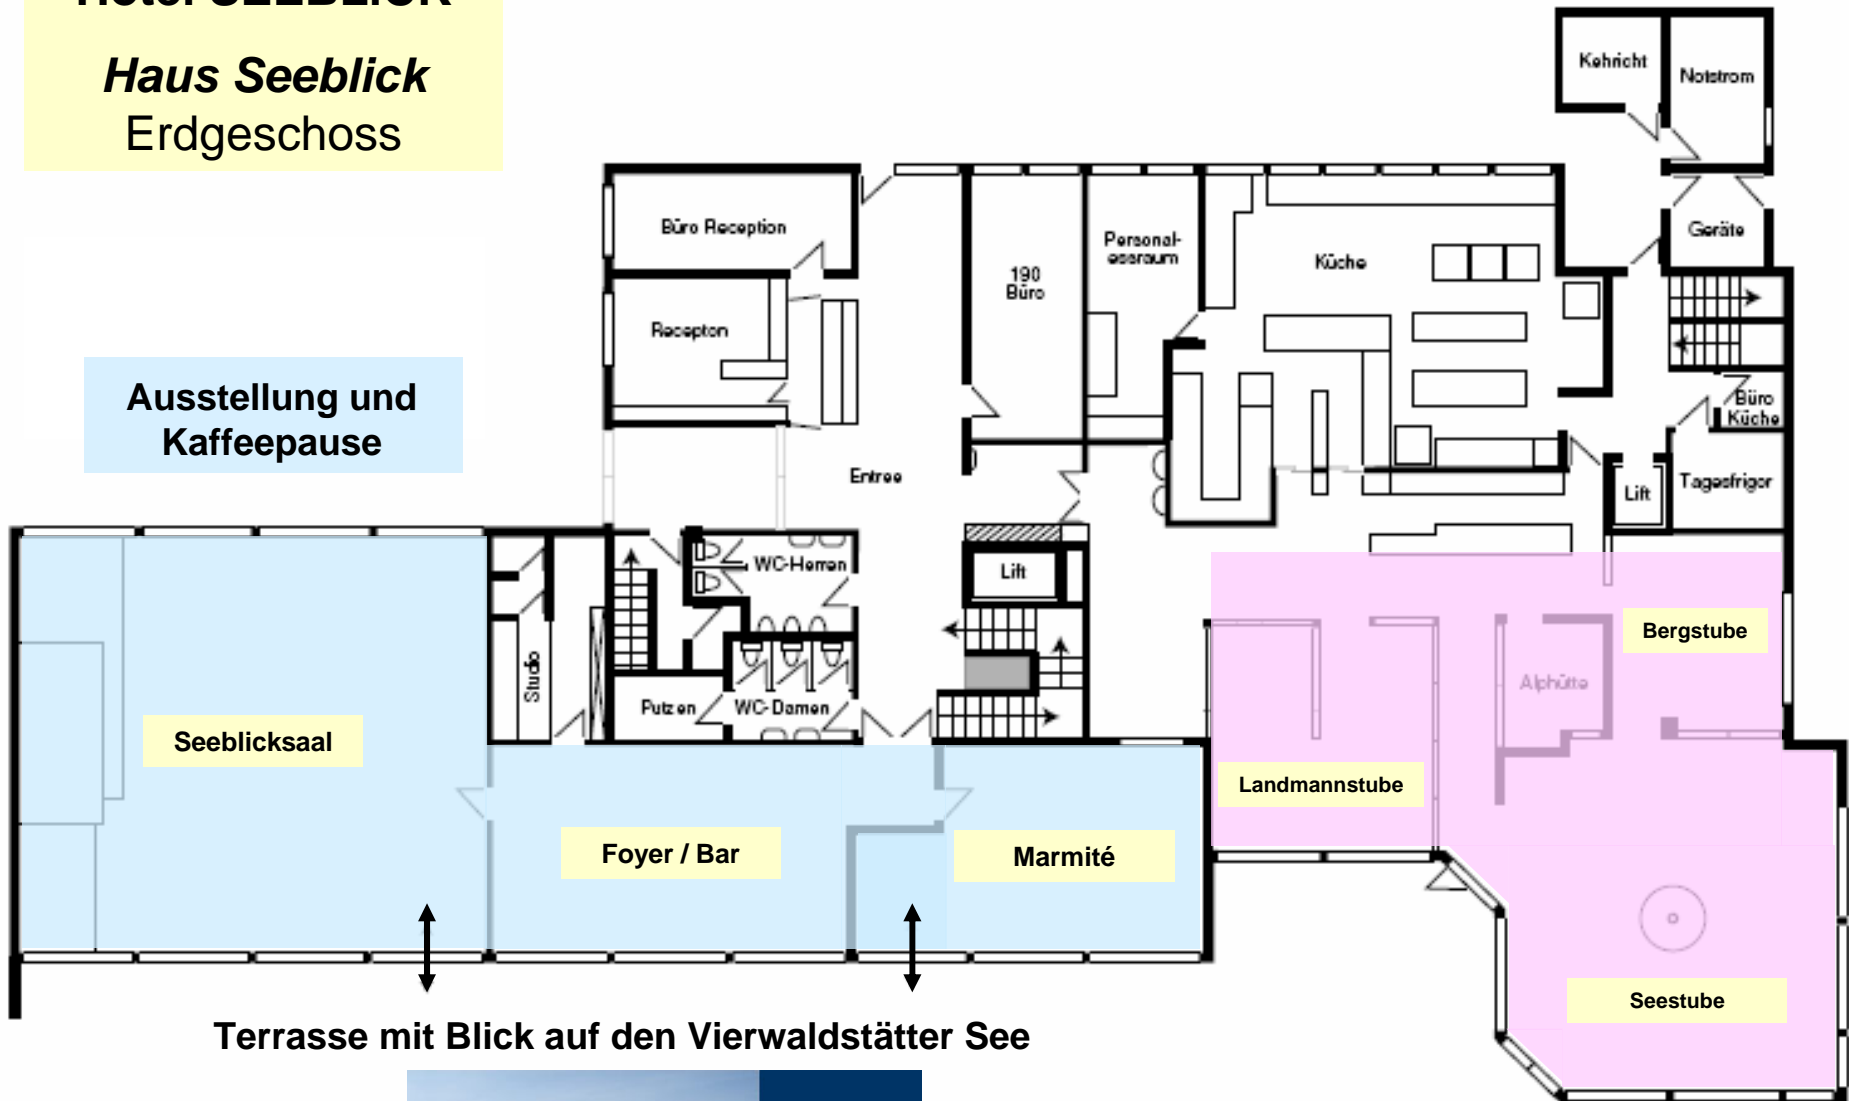 Hotel SEEBLICK
Haus Seeblick
Erdgeschoss
Kehricht
Notstrom
Büro Reception
Personal-
essraum
Küche
Geräte
190
Büro
Recepton
Ausstellung und
Kaffeepause
Büro
Küche
Entree
Lift
Tagesfrigor
WC-Herren
Lift
Bergstube
Studio
Alphütte
Putzen
WC-Damen
Seeblicksaal
Landmannstube
Foyer / Bar
Marmité
Seestube
Terrasse mit Blick auf den Vierwaldstätter See